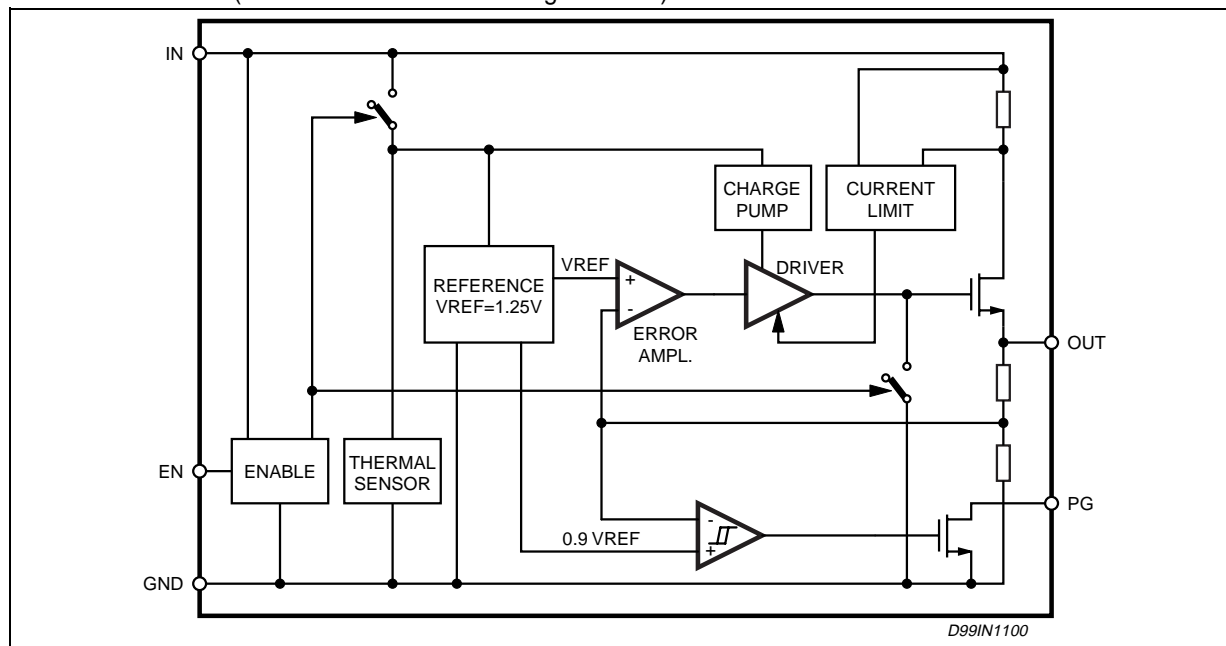 IN
CHARGE
PUMP
CURRENT
LIMIT
VREF
DRIVER
REFERENCE
VREF=1.25V
+
-
ERROR
AMPL.
OUT
EN
ENABLE
THERMAL
SENSOR
-
+
0.9 VREF
PG
GND
D99IN1100